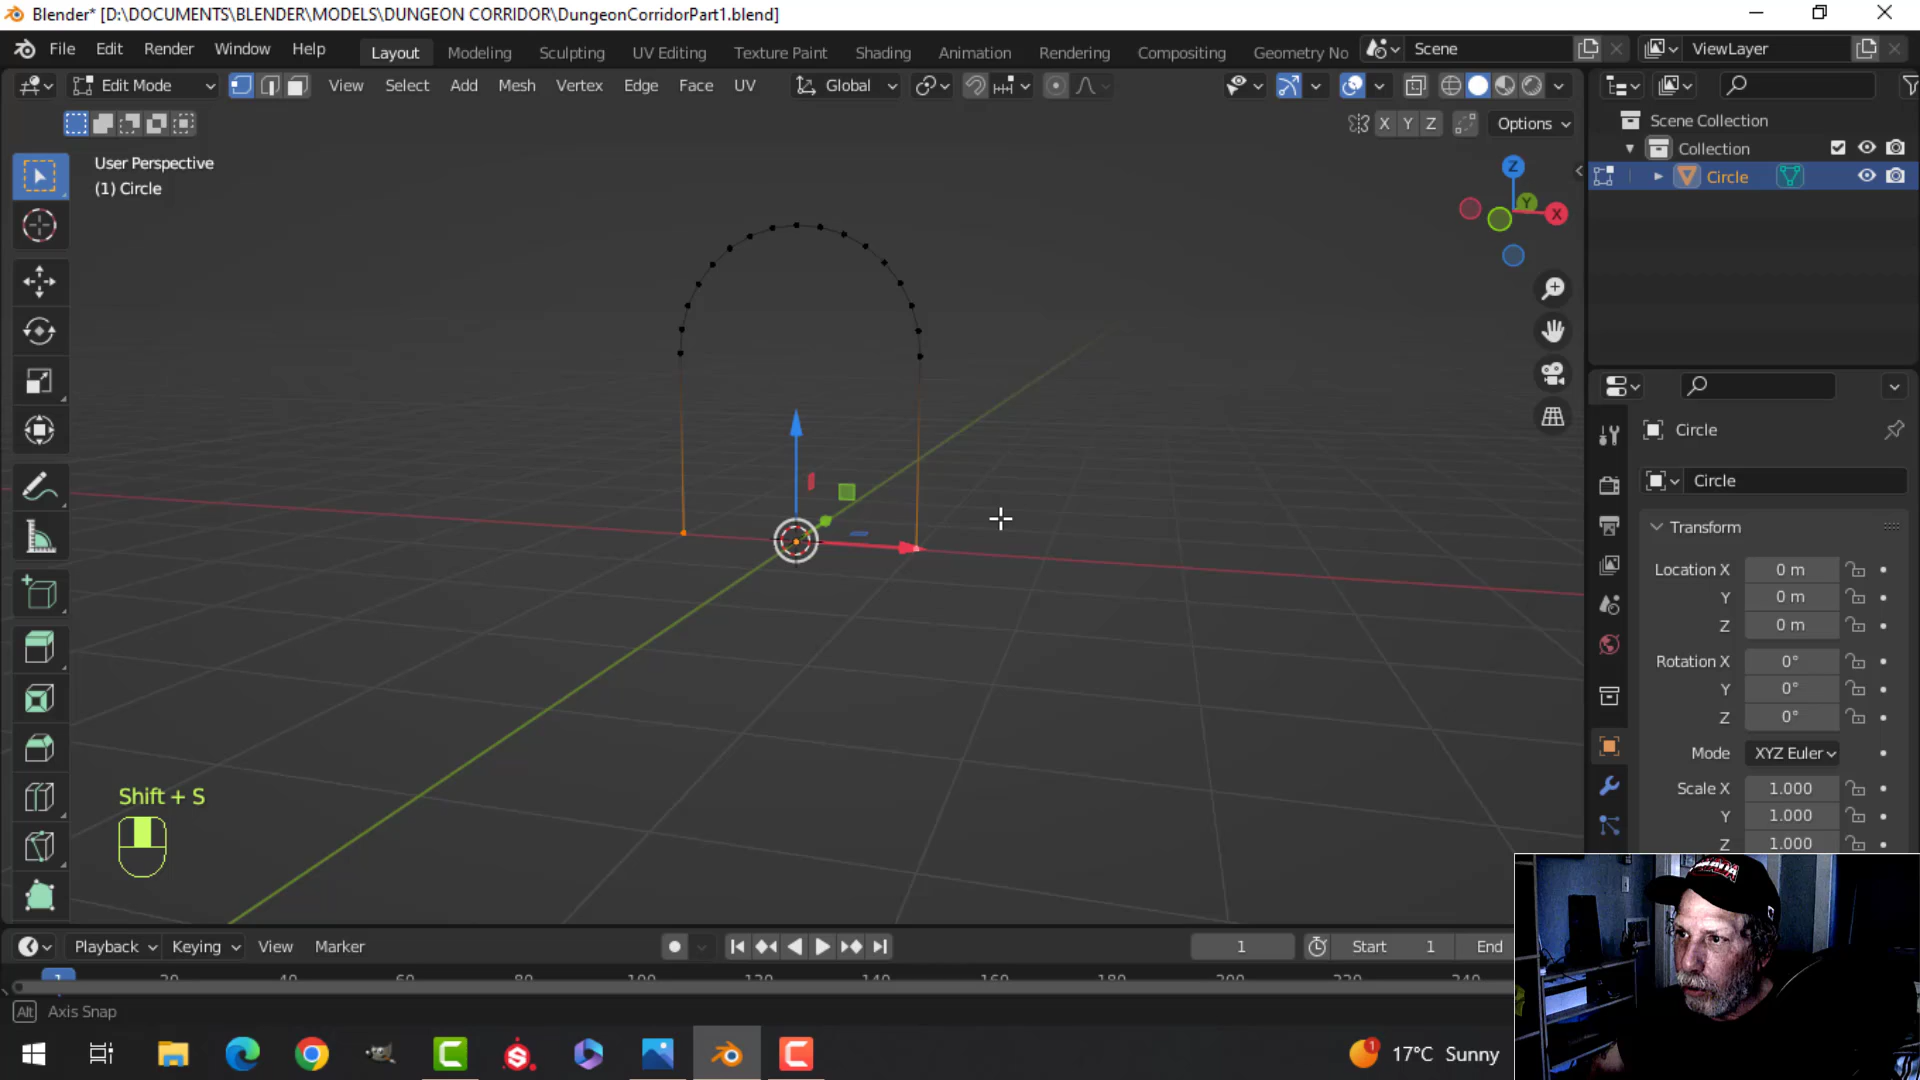 Blender* [D:\DOCUMENTS\BLENDER\MODELS\DUNGEON CORRIDOR\DungeonCorridorPart1.blend]
File Edit Render Window Help Layout Modeling Sculpting UV Editing Texture Paint Shading Animation Rendering Compositing Geometry No Scene ViewLayer
Edit Mode View Select Add Mesh Vertex Edge Face UV Global
X Y Z Options
User Perspective
(1) Circle
Z
Y
X
Scene Collection
Collection
Circle
Circle
Circle
Transform
Location X 0 m
Y 0 m
Z 0 m
Rotation X 0°
Y 0°
Z 0°
Mode XYZ Euler
Scale X 1.000
Y 1.000
Z 1.000
Shift + S
Playback Keying View Marker 1 Start 1 End
1
Alt Axis Snap
1 17°C Sunny